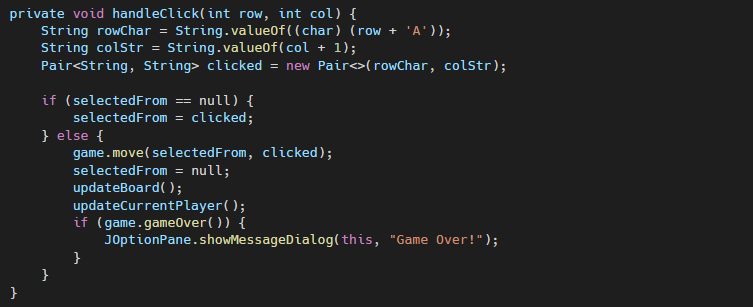 private void handleClick(int row, int col) {
    String rowChar = String.valueOf((char) (row + 'A'));
    String colStr = String.valueOf(col + 1);
    Pair<String, String> clicked = new Pair<>(rowChar, colStr);

    if (selectedFrom == null) {
        selectedFrom = clicked;
    } else {
        game.move(selectedFrom, clicked);
        selectedFrom = null;
        updateBoard();
        updateCurrentPlayer();
        if (game.gameOver()) {
            JOptionPane.showMessageDialog(this, "Game Over!");
        }
    }
}